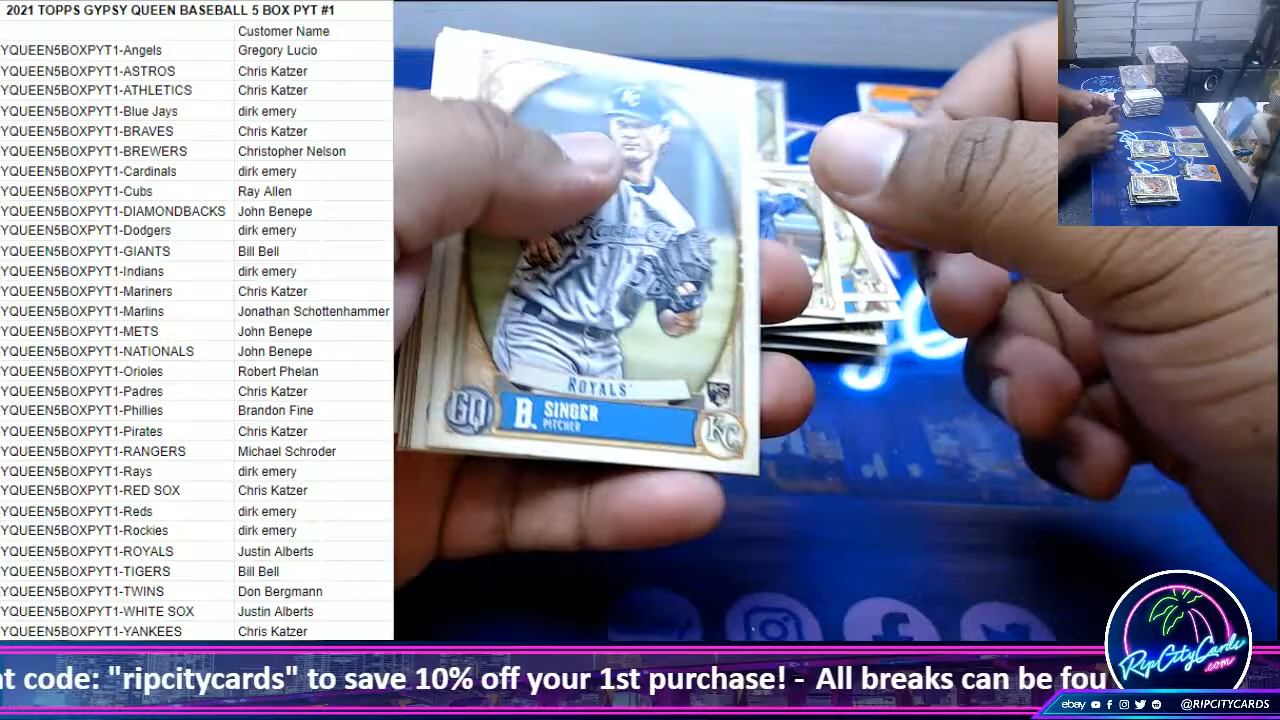 2021 TOPPS GYPSY QUEEN BASEBALL 5 BOX PYT #1
Customer Name
YQUEEN5BOXPYT1-Angels Gregory Lucio
YQUEEN5BOXPYT1-ASTROS Chris Katzer
YQUEEN5BOXPYT1-ATHLETICS Chris Katzer
YQUEEN5BOXPYT1-Blue Jays dirk emery
YQUEEN5BOXPYT1-BRAVES Chris Katzer
YQUEEN5BOXPYT1-BREWERS Christopher Nelson
YQUEEN5BOXPYT1-Cardinals dirk emery
YQUEEN5BOXPYT1-Cubs Ray Allen
YQUEEN5BOXPYT1-DIAMONDBACKS John Benepe
YQUEEN5BOXPYT1-Dodgers dirk emery
YQUEEN5BOXPYT1-GIANTS Bill Bell
YQUEEN5BOXPYT1-Indians dirk emery
YQUEEN5BOXPYT1-Mariners Chris Katzer
YQUEEN5BOXPYT1-Marlins Jonathan Schottenhammer
YQUEEN5BOXPYT1-METS John Benepe
YQUEEN5BOXPYT1-NATIONALS John Benepe
YQUEEN5BOXPYT1-Orioles Robert Phelan
YQUEEN5BOXPYT1-Padres Chris Katzer
YQUEEN5BOXPYT1-Phillies Brandon Fine
YQUEEN5BOXPYT1-Pirates Chris Katzer
YQUEEN5BOXPYT1-RANGERS Michael Schroder
YQUEEN5BOXPYT1-Rays dirk emery
YQUEEN5BOXPYT1-RED SOX Chris Katzer
YQUEEN5BOXPYT1-Reds dirk emery
YQUEEN5BOXPYT1-Rockies dirk emery
YQUEEN5BOXPYT1-ROYALS Justin Alberts
YQUEEN5BOXPYT1-TIGERS Bill Bell
YQUEEN5BOXPYT1-TWINS Don Bergmann
YQUEEN5BOXPYT1-WHITE SOX Justin Alberts
YQUEEN5BOXPYT1-YANKEES Chris Katzer
KC
ROYALS
RC
GQ
B. SINGER
PITCHER
KC
RipCityCards
.com
nt code: "ripcitycards" to save 10% off your 1st purchase! - All breaks can be fou
ebay @RIPCITYCARDS